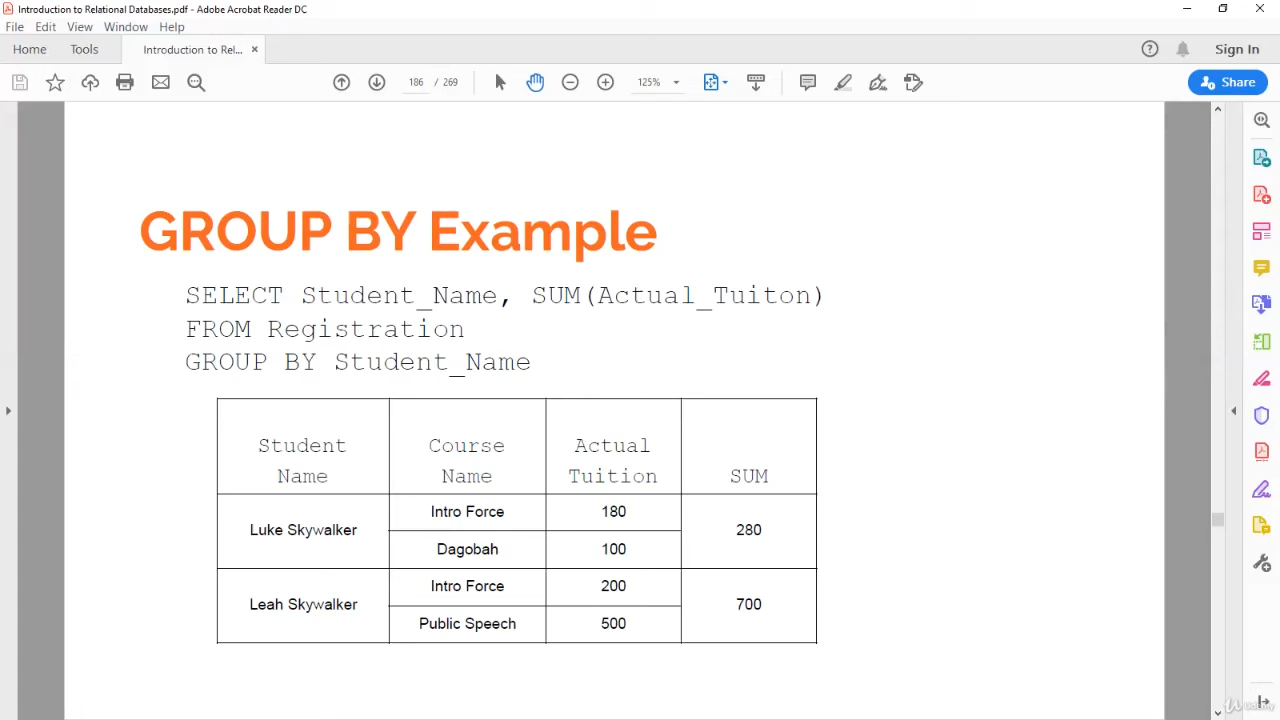 Introduction to Relational Databases.pdf - Adobe Acrobat Reader DC
File Edit View Window Help
Home Tools Introduction to Rel... × Sign In
186 / 269 125% Share
GROUP BY Example
SELECT Student_Name, SUM(Actual_Tuiton)
FROM Registration
GROUP BY Student_Name
Student Course Actual
Name Name Tuition SUM
Intro Force 180
Luke Skywalker 280
Dagobah 100
Intro Force 200
Leah Skywalker 700
Public Speech 500
Udemy